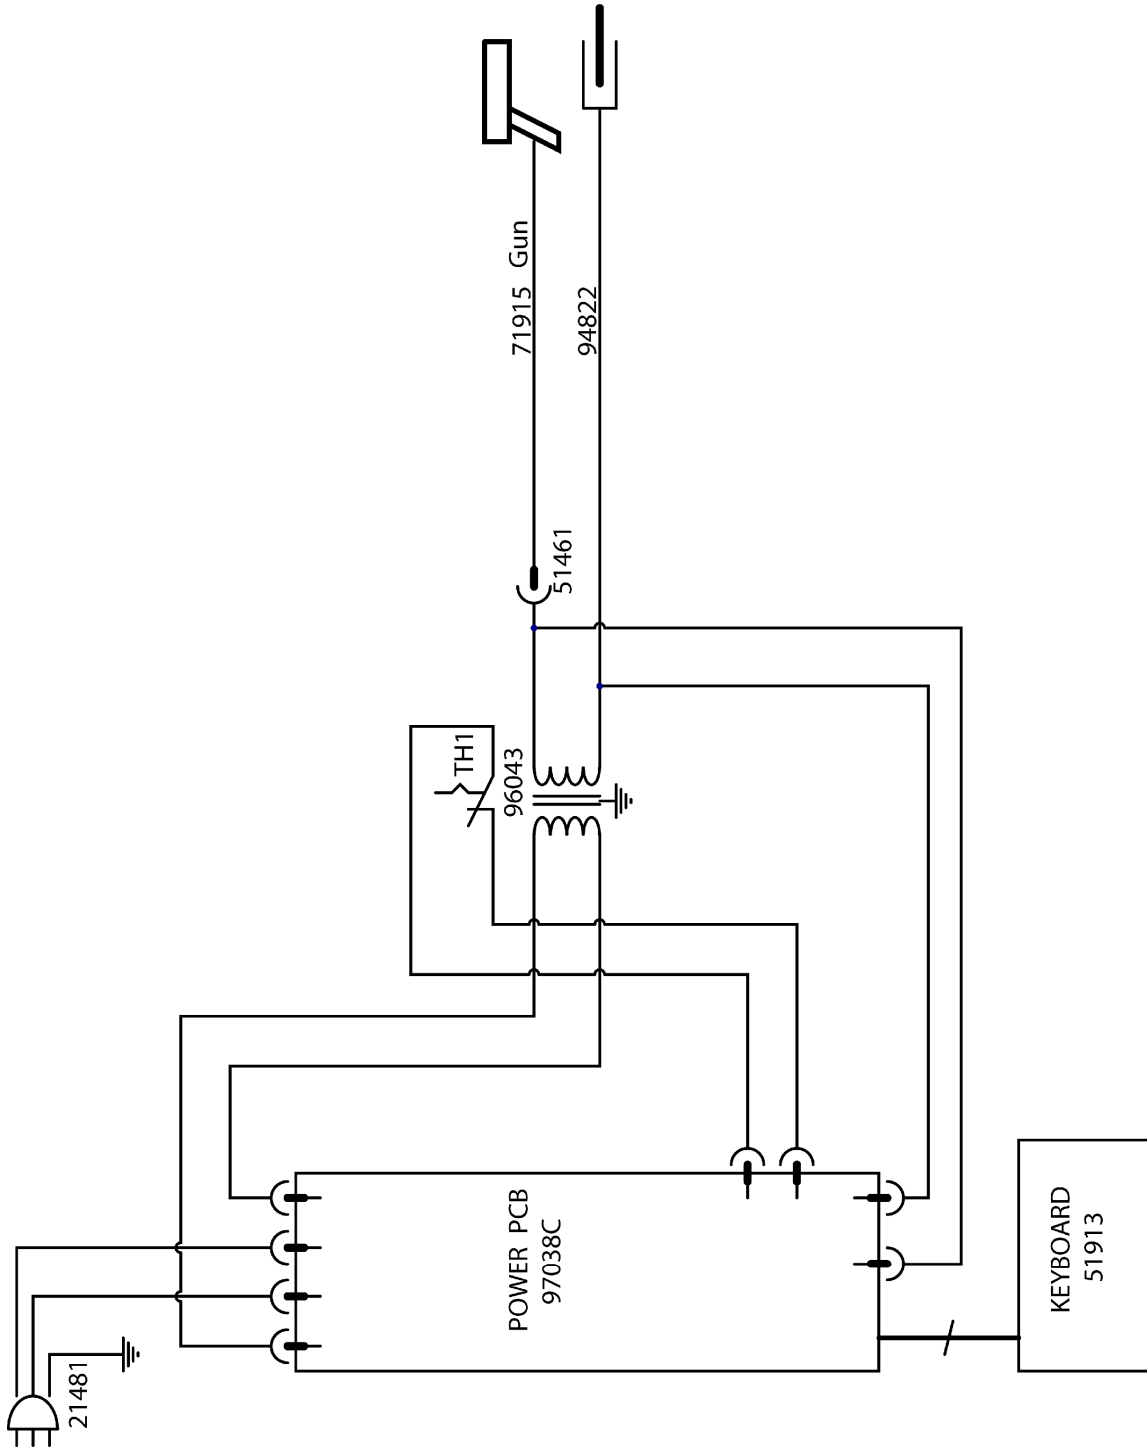 71915 Gun
94822
51461
TH1
96043
POWER PCB
97038C
KEYBOARD
51913
21481